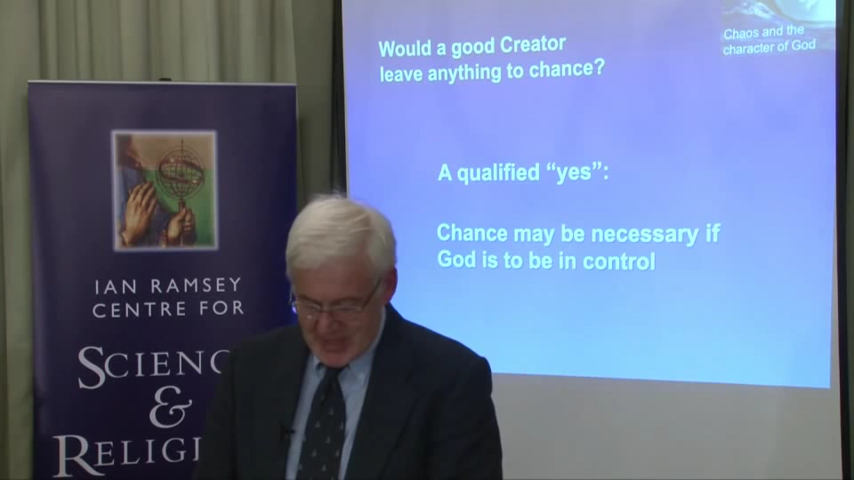 IAN RAMSEY
CENTRE FOR
SCIENC
&
RELIGI
Would a good Creator
leave anything to chance?
Chaos and the
character of God
A qualified “yes”:
Chance may be necessary if
God is to be in control